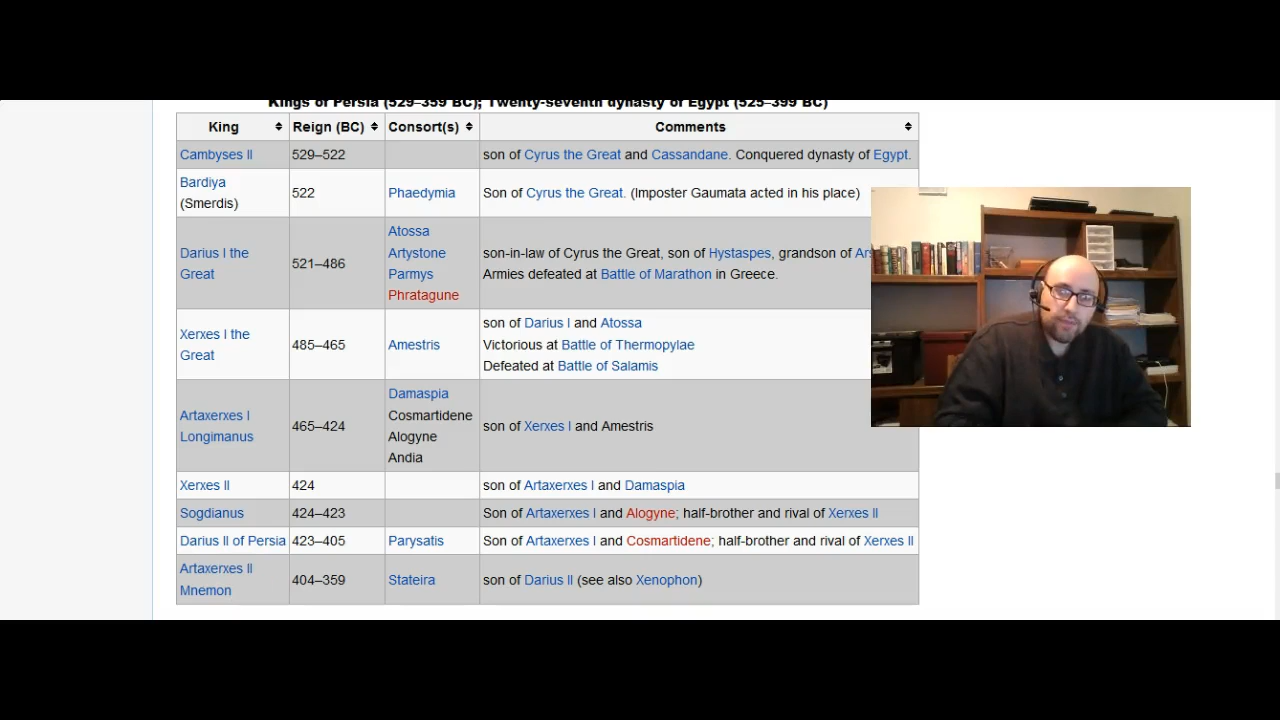 Kings of Persia (529–359 BC); Twenty-seventh dynasty of Egypt (525–399 BC)
King Reign (BC) Consort(s) Comments
Cambyses II 529–522 son of Cyrus the Great and Cassandane. Conquered dynasty of Egypt.
Bardiya
(Smerdis)
522 Phaedymia Son of Cyrus the Great. (Imposter Gaumata acted in his place)
Darius I the
Great
521–486
Atossa
Artystone
Parmys
Phratagune
son-in-law of Cyrus the Great, son of Hystaspes, grandson of
Armies defeated at Battle of Marathon in Greece.
Xerxes I the
Great
485–465 Amestris
son of Darius I and Atossa
Victorious at Battle of Thermopylae
Defeated at Battle of Salamis
Artaxerxes I
Longimanus
465–424
Damaspia
Cosmartidene
Alogyne
Andia
son of Xerxes I and Amestris
Xerxes II 424 son of Artaxerxes I and Damaspia
Sogdianus 424–423 Son of Artaxerxes I and Alogyne; half-brother and rival of Xerxes II
Darius II of Persia 423–405 Parysatis Son of Artaxerxes I and Cosmartidene; half-brother and rival of Xerxes II
Artaxerxes II
Mnemon
404–359 Stateira son of Darius II (see also Xenophon)